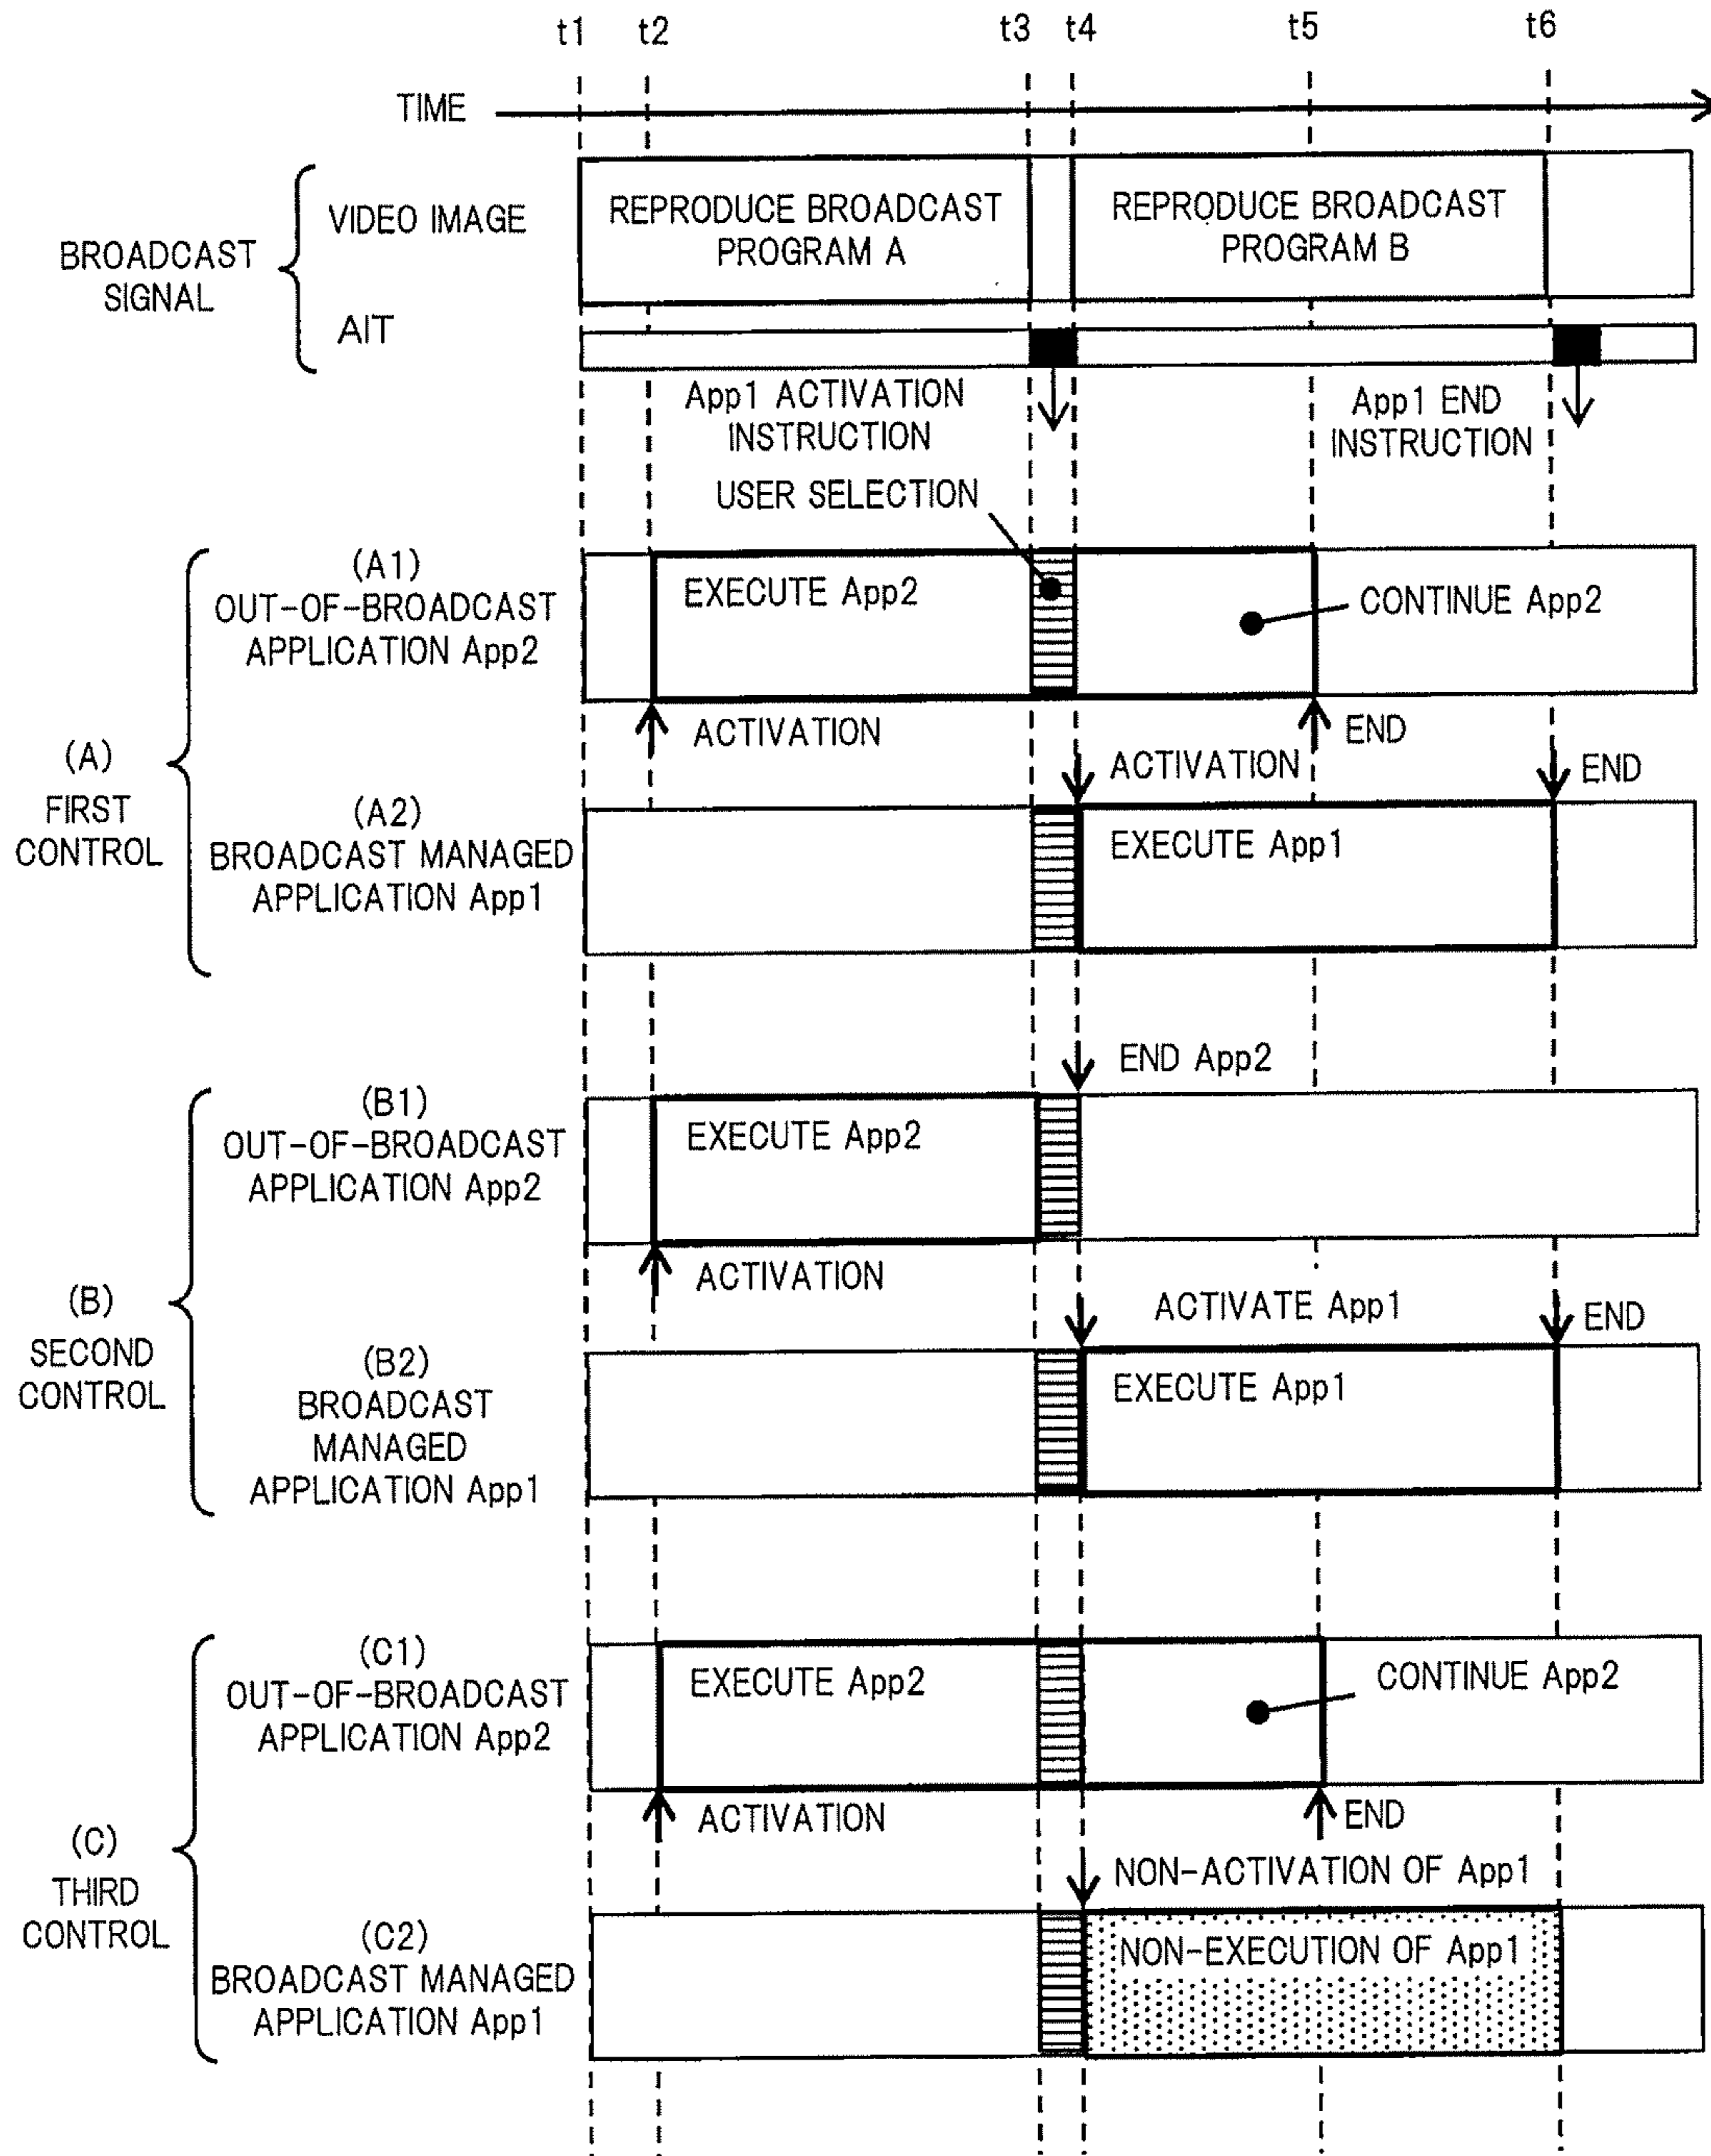 t1 t2 t3 t4 t5 t6
TIME
BROADCAST
SIGNAL
VIDEO IMAGE
REPRODUCE BROADCAST
PROGRAM A
REPRODUCE BROADCAST
PROGRAM B
AIT
App1 ACTIVATION
INSTRUCTION
App1 END
INSTRUCTION
USER SELECTION
(A)
FIRST
CONTROL
(A1)
OUT-OF-BROADCAST
APPLICATION App2
EXECUTE App2
CONTINUE App2
ACTIVATION
END
ACTIVATION
END
(A2)
BROADCAST MANAGED
APPLICATION App1
EXECUTE App1
END App2
(B)
SECOND
CONTROL
(B1)
OUT-OF-BROADCAST
APPLICATION App2
EXECUTE App2
ACTIVATION
ACTIVATE App1
END
(B2)
BROADCAST
MANAGED
APPLICATION App1
EXECUTE App1
(C)
THIRD
CONTROL
(C1)
OUT-OF-BROADCAST
APPLICATION App2
EXECUTE App2
CONTINUE App2
ACTIVATION
END
NON-ACTIVATION OF App1
(C2)
BROADCAST MANAGED
APPLICATION App1
NON-EXECUTION OF App1